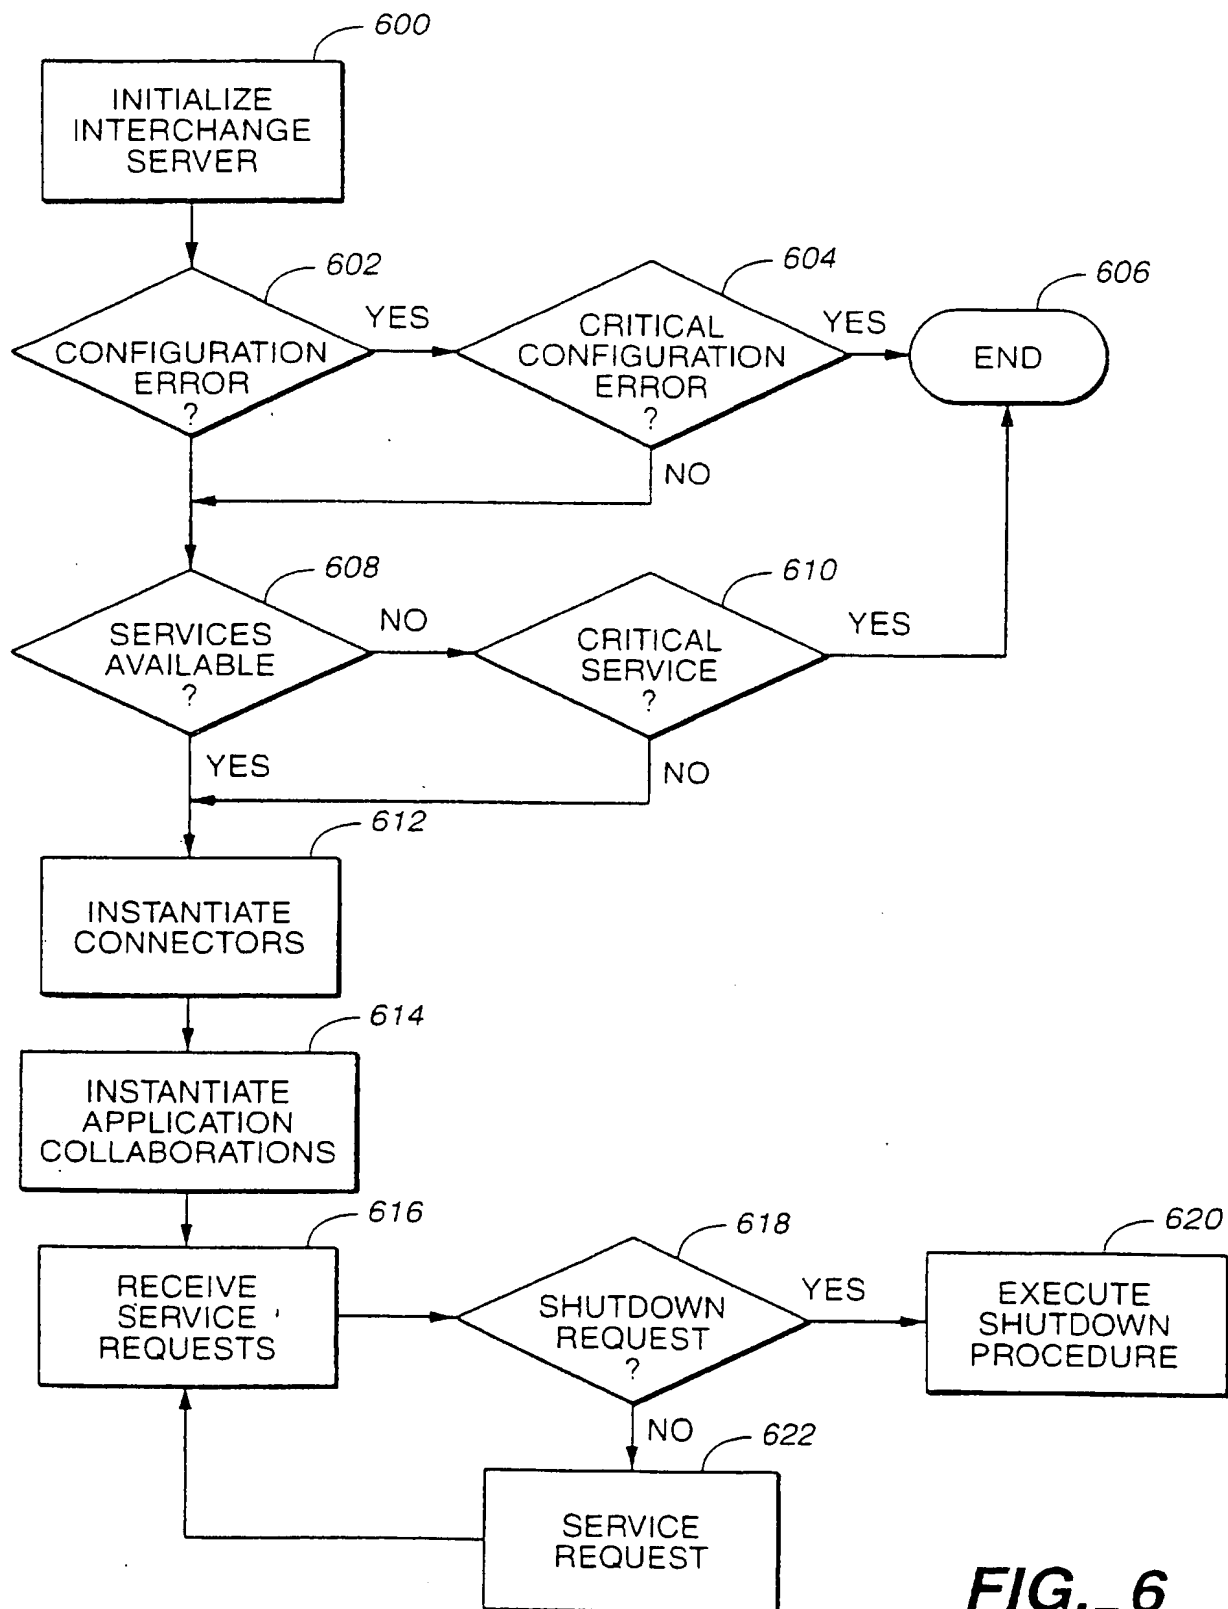 600
INITIALIZE
INTERCHANGE
SERVER
602
YES
604
YES
606
CONFIGURATION
ERROR
?
CRITICAL
CONFIGURATION
ERROR
?
END
NO
608
NO
610
YES
SERVICES
AVAILABLE
?
CRITICAL
SERVICE
?
YES
NO
612
INSTANTIATE
CONNECTORS
614
INSTANTIATE
APPLICATION
COLLABORATIONS
616
618
620
RECEIVE
SERVICE
REQUESTS
SHUTDOWN
REQUEST
?
YES
EXECUTE
SHUTDOWN
PROCEDURE
NO
622
SERVICE
REQUEST
FIG._6